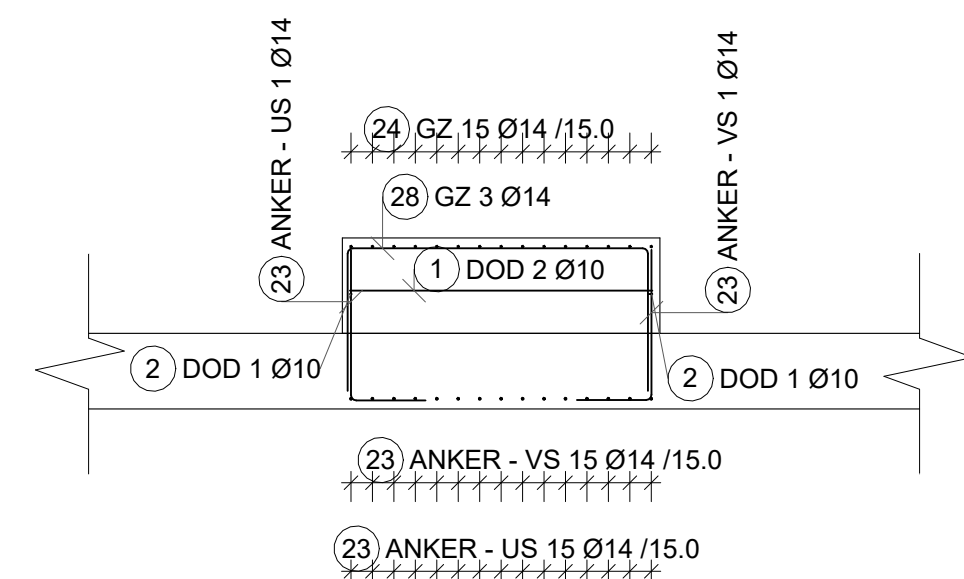 23 ANKER - US 1 Ø14
23 ANKER - VS 1 Ø14
24 GZ 15 Ø14 /15.0
28 GZ 3 Ø14
1 DOD 2 Ø10
2 DOD 1 Ø10
2 DOD 1 Ø10
23 ANKER - VS 15 Ø14 /15.0
23 ANKER - US 15 Ø14 /15.0